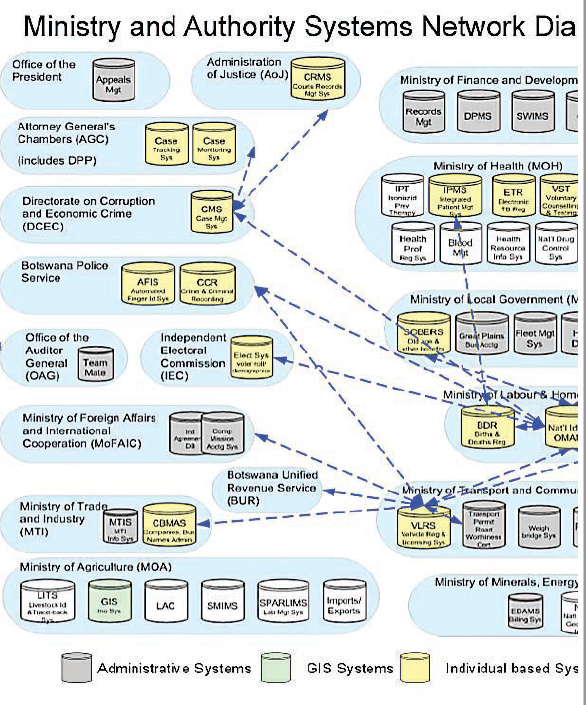 Ministry and Authority Systems Network Dia
Office of the
President
Appeals
Mgt
Administration
of Justice (AoJ)
CRMS
Courts Records
Mgt Sys
Ministry of Finance and Developm
Records
Mgt
DPMS
SWIMS
Attorney General's
Chambers (AGC)
(includes DPP)
Case
Tracking
Sys
Case
Monitoring
Sys
Ministry of Health (MOH)
IPT
Isoniazid
Prev
Therapy
IPMS
Integrated
Patient Mgt
Sys
ETR
Electronic
TB Reg
VST
Voluntary
Counselling
& Testing
Health
Prof
Reg Sys
Blood
Mgt
Health
Resource
Info Sys
Nat'l Drug
Control
Sys
Directorate on Corruption
and Economic Crime
(DCEC)
CMS
Case Mgt
Sys
Botswana Police
Service
AFIS
Automated
Finger Id Sys
CCR
Crime & Criminal
Recording
Ministry of Local Government (M
SOBERS
Old age &
other benefits
Great Plains
Bus Acctg
Fleet Mgt
Sys
H
D
Office of the
Auditor
General
(OAG)
Team
Mate
Independent
Electoral
Commission
(IEC)
Elect Sys
Voter roll/
demographics
Ministry of Labour & Home
BDR
Births &
Deaths Reg
Nat'l Id
OMA
Ministry of Foreign Affairs
and International
Cooperation (MoFAIC)
Int
Agreemen
DB
Comp
Mission
Acctg Sys
Botswana Unified
Revenue Service
(BUR)
Ministry of Transport and Commu
VLRS
Vehicle Reg &
Licensing Sys
Transport
Permit
Road
Worthiness
Cert
Weigh
bridge Sys
Ministry of Trade
and Industry
(MTI)
MTIS
MTI
Info Sys
CBMAS
Companies, Bus
Names Admin
Ministry of Agriculture (MOA)
LITS
Livestock Id
& Trace-back
Sys
GIS
Info Sys
LAC
SMIMS
SPARLIMS
Lab Mgt Sys
Imports/
Exports
Ministry of Minerals, Energy
EDAMS
Billing Sys
Administrative Systems
GIS Systems
Individual based Sys